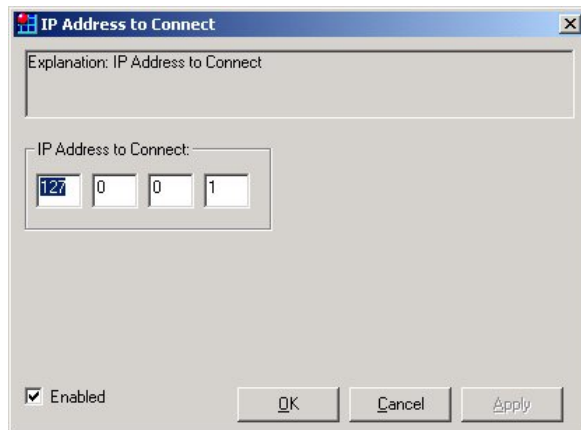 IP Address to Connect
Explanation: IP Address to Connect
IP Address to Connect:
127 0 0 1
Enabled OK Cancel Apply